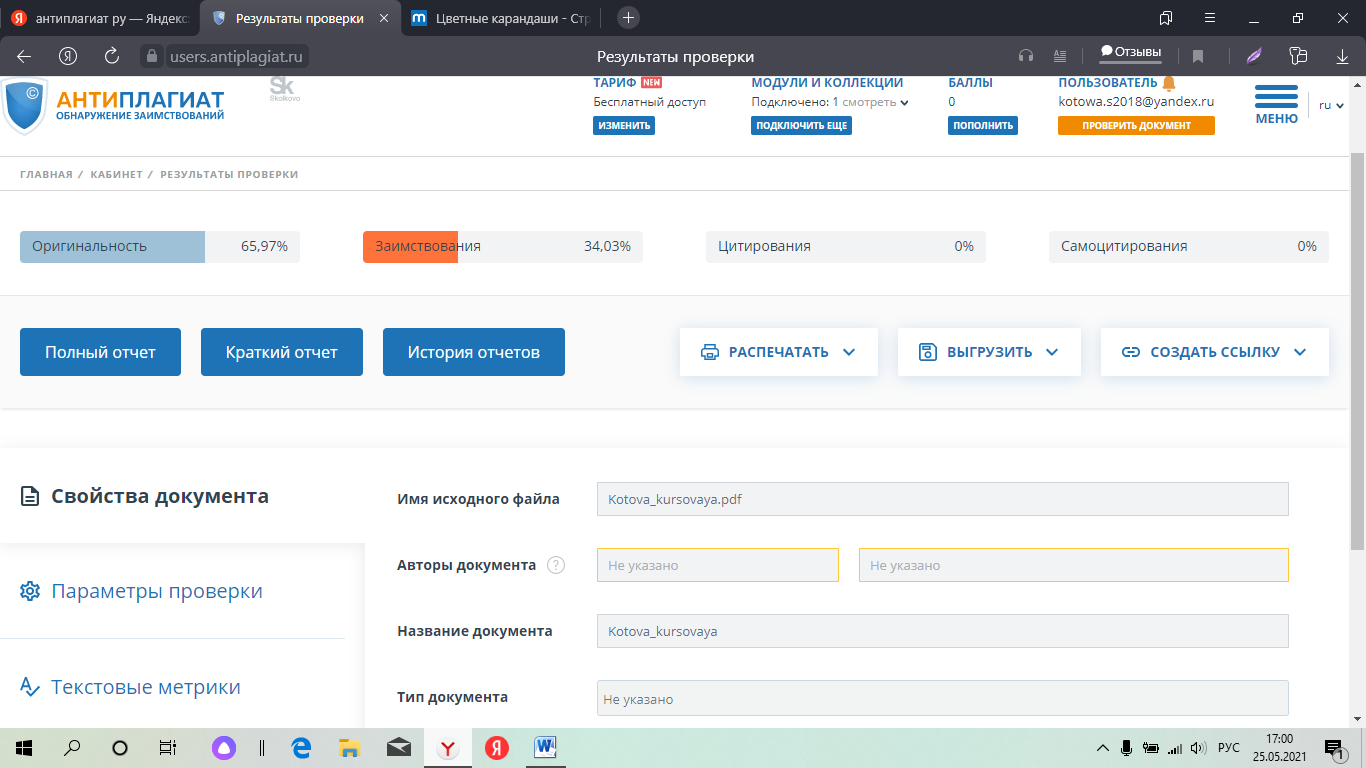 антиплагиат ру — Яндекс
Результаты проверки
Цветные карандаши - Стр
users.antiplagiat.ru
Результаты проверки
Отзывы
АНТИПЛАГИАТ
ОБНАРУЖЕНИЕ ЗАИМСТВОВАНИЙ
Sk
Skolkovo
ТАРИФ NEW
Бесплатный доступ
ИЗМЕНИТЬ
МОДУЛИ И КОЛЛЕКЦИИ
Подключено: 1 смотреть
ПОДКЛЮЧИТЬ ЕЩЕ
БАЛЛЫ
0
ПОПОЛНИТЬ
ПОЛЬЗОВАТЕЛЬ
kotowa.s2018@yandex.ru
ПРОВЕРИТЬ ДОКУМЕНТ
МЕНЮ
ru
ГЛАВНАЯ / КАБИНЕТ / РЕЗУЛЬТАТЫ ПРОВЕРКИ
Оригинальность 65,97%
Заимствования 34,03%
Цитирования 0%
Самоцитирования 0%
Полный отчет
Краткий отчет
История отчетов
РАСПЕЧАТАТЬ
ВЫГРУЗИТЬ
СОЗДАТЬ ССЫЛКУ
Свойства документа
Параметры проверки
Текстовые метрики
Имя исходного файла Kotova_kursovaya.pdf
Авторы документа ? Не указано Не указано
Название документа Kotova_kursovaya
Тип документа Не указано
РУС
17:00
25.05.2021
1